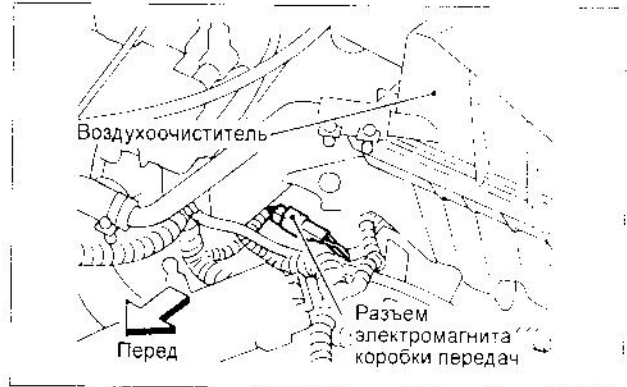 Воздухоочиститель
Разъем
электромагнита
коробки передач
Перед